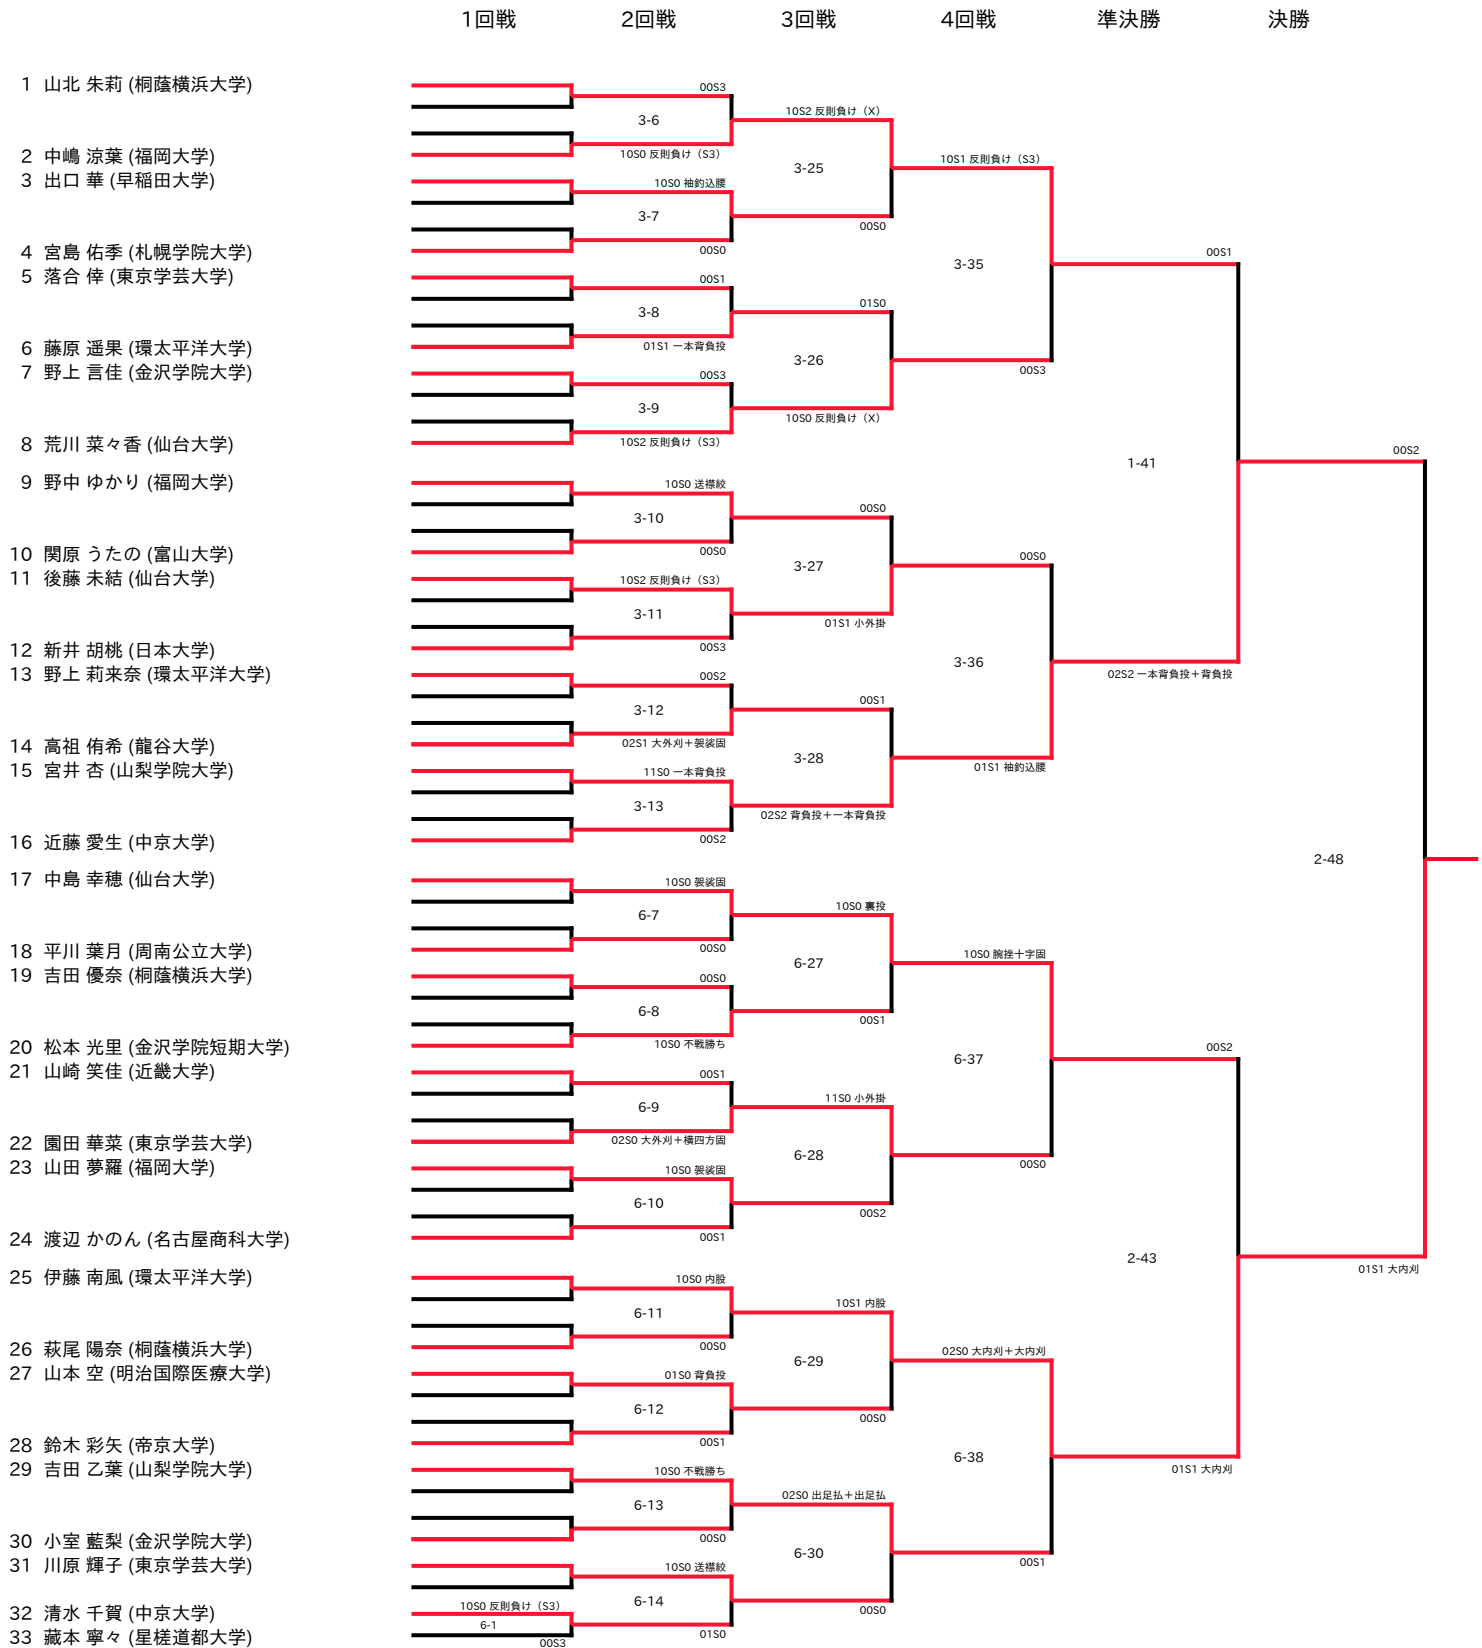 1回戦 2回戦 3回戦 4回戦 準決勝 決勝
1 山北 朱莉 (桐蔭横浜大学)
00S3
3-6
10S2 反則負け（X）
2 中嶋 涼葉 (福岡大学)
10S0 反則負け（S3）
10S1 反則負け（S3）
3-25
3 出口 華 (早稲田大学)
10S0 袖釣込腰
3-7
00S0
4 宮島 佑季 (札幌学院大学)
00S0
00S1
3-35
5 落合 倖 (東京学芸大学)
00S1
01S0
3-8
6 藤原 遥果 (環太平洋大学)
01S1 一本背負投
3-26
7 野上 言佳 (金沢学院大学)
00S3
00S3
3-9
10S0 反則負け（X）
8 荒川 菜々香 (仙台大学)
10S2 反則負け（S3）
00S2
1-41
9 野中 ゆかり (福岡大学)
10S0 送襟絞
00S0
3-10
10 関原 うたの (富山大学)
00S0
00S0
3-27
11 後藤 未結 (仙台大学)
10S2 反則負け（S3）
3-11
01S1 小外掛
12 新井 胡桃 (日本大学)
00S3
3-36
13 野上 莉来奈 (環太平洋大学)
00S2
02S2 一本背負投＋背負投
00S1
3-12
14 高祖 侑希 (龍谷大学)
02S1 大外刈＋袈裟固
3-28
15 宮井 杏 (山梨学院大学)
11S0 一本背負投
01S1 袖釣込腰
3-13
02S2 背負投＋一本背負投
16 近藤 愛生 (中京大学)
00S2
2-48
17 中島 幸穂 (仙台大学)
10S0 袈裟固
10S0 裏投
6-7
18 平川 葉月 (周南公立大学)
00S0
10S0 腕挫十字固
6-27
19 吉田 優奈 (桐蔭横浜大学)
00S0
6-8
00S1
20 松本 光里 (金沢学院短期大学)
10S0 不戦勝ち
00S2
6-37
21 山崎 笑佳 (近畿大学)
00S1
11S0 小外掛
6-9
22 園田 華菜 (東京学芸大学)
02S0 大外刈＋横四方固
6-28
23 山田 夢羅 (福岡大学)
10S0 袈裟固
00S0
6-10
00S2
24 渡辺 かのん (名古屋商科大学)
00S1
2-43
01S1 大内刈
25 伊藤 南風 (環太平洋大学)
10S0 内股
10S1 内股
6-11
26 萩尾 陽奈 (桐蔭横浜大学)
00S0
02S0 大内刈＋大内刈
6-29
27 山本 空 (明治国際医療大学)
01S0 背負投
6-12
00S0
28 鈴木 彩矢 (帝京大学)
00S1
6-38
29 吉田 乙葉 (山梨学院大学)
10S0 不戦勝ち
01S1 大内刈
02S0 出足払＋出足払
6-13
30 小室 藍梨 (金沢学院大学)
00S0
6-30
31 川原 輝子 (東京学芸大学)
10S0 送襟絞
00S1
6-14
00S0
32 清水 千賀 (中京大学)
10S0 反則負け（S3）
6-1
01S0
33 藏本 寧々 (星槎道都大学)
00S3